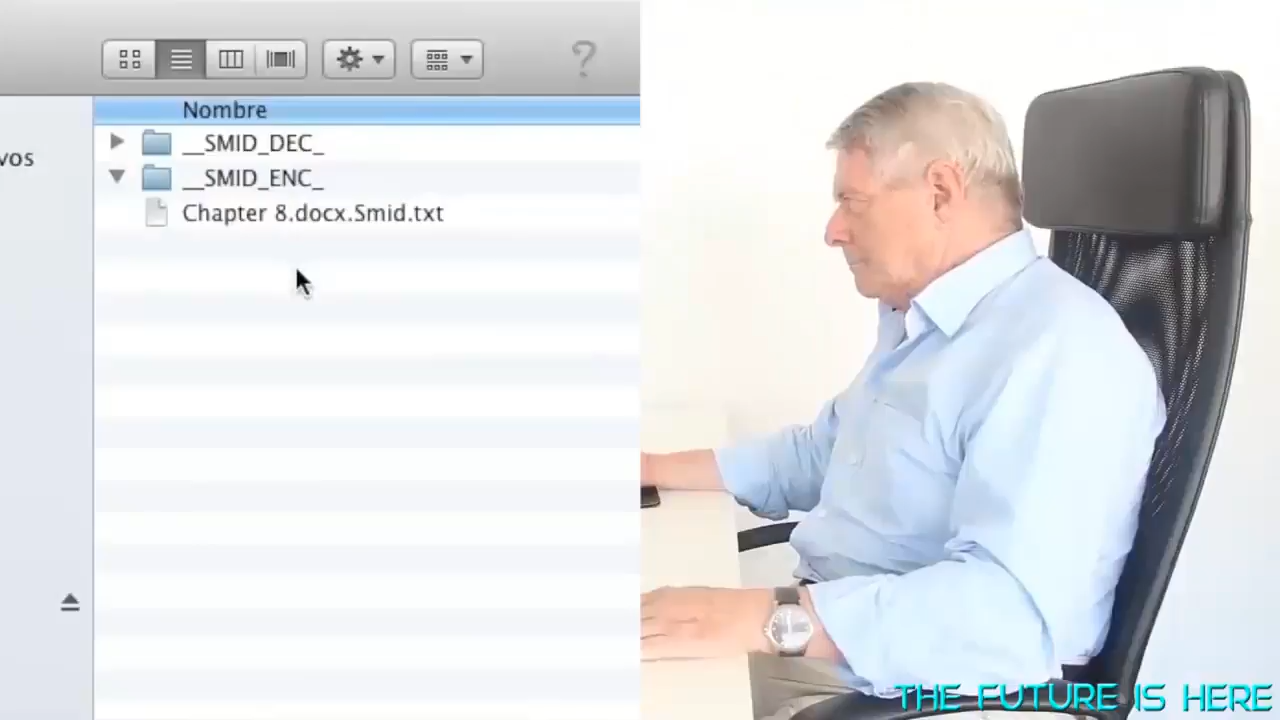 ?
Nombre
vos
__SMID_DEC_
__SMID_ENC_
Chapter 8.docx.Smid.txt
THE FUTURE IS HERE